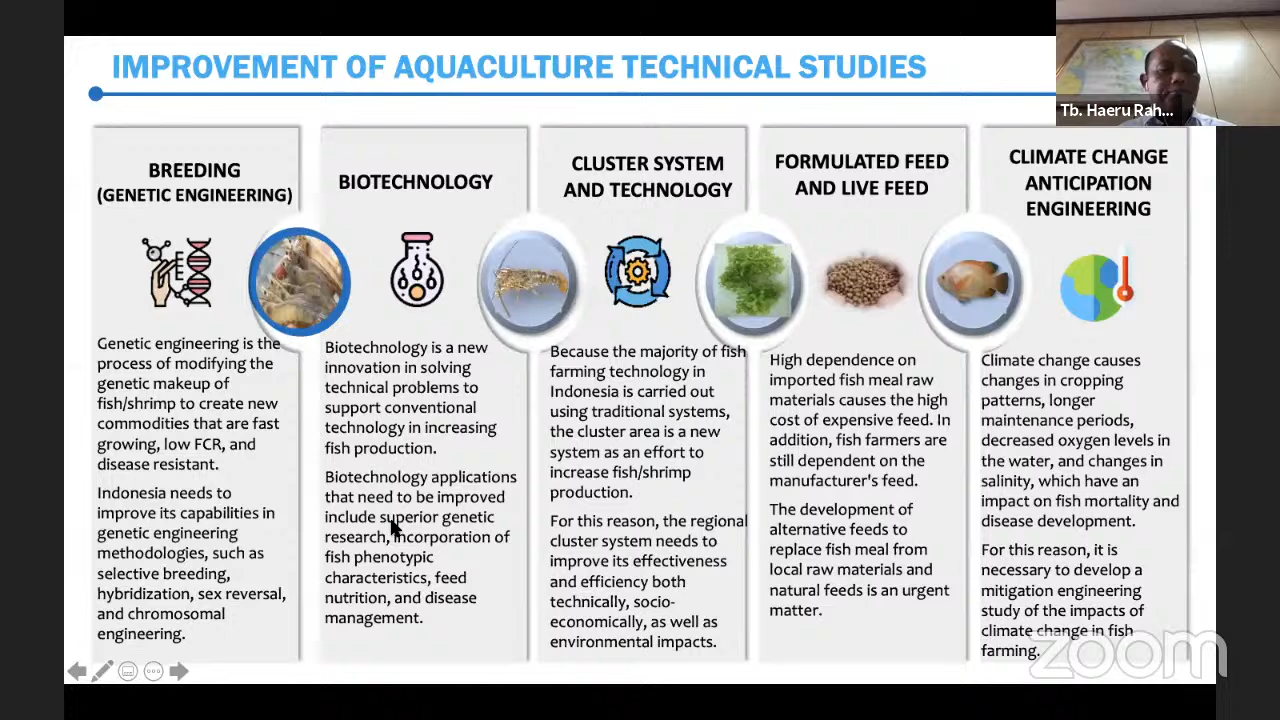 IMPROVEMENT OF AQUACULTURE TECHNICAL STUDIES
Tb. Haeru Rah...
BREEDING
(GENETIC ENGINEERING)
Genetic engineering is the
process of modifying the
genetic makeup of
fish/shrimp to create new
commodities that are fast
growing, low FCR, and
disease resistant.
Indonesia needs to
improve its capabilities in
genetic engineering
methodologies, such as
selective breeding,
hybridization, sex reversal,
and chromosomal
engineering.
BIOTECHNOLOGY
Biotechnology is a new
innovation in solving
technical problems to
support conventional
technology in increasing
fish production.
Biotechnology applications
that need to be improved
include superior genetic
research, incorporation of
fish phenotypic
characteristics, feed
nutrition, and disease
management.
CLUSTER SYSTEM
AND TECHNOLOGY
Because the majority of fish
farming technology in
Indonesia is carried out
using traditional systems,
the cluster area is a new
system as an effort to
increase fish/shrimp
production.
For this reason, the regional
cluster system needs to
improve its effectiveness
and efficiency both
technically, socio-
economically, as well as
environmental impacts.
FORMULATED FEED
AND LIVE FEED
High dependence on
imported fish meal raw
materials causes the high
cost of expensive feed. In
addition, fish farmers are
still dependent on the
manufacturer's feed.
The development of
alternative feeds to
replace fish meal from
local raw materials and
natural feeds is an urgent
matter.
CLIMATE CHANGE
ANTICIPATION
ENGINEERING
Climate change causes
changes in cropping
patterns, longer
maintenance periods,
decreased oxygen levels in
the water, and changes in
salinity, which have an
impact on fish mortality and
disease development.
For this reason, it is
necessary to develop a
mitigation engineering
study of the impacts of
climate change in fish
farming.
zoom